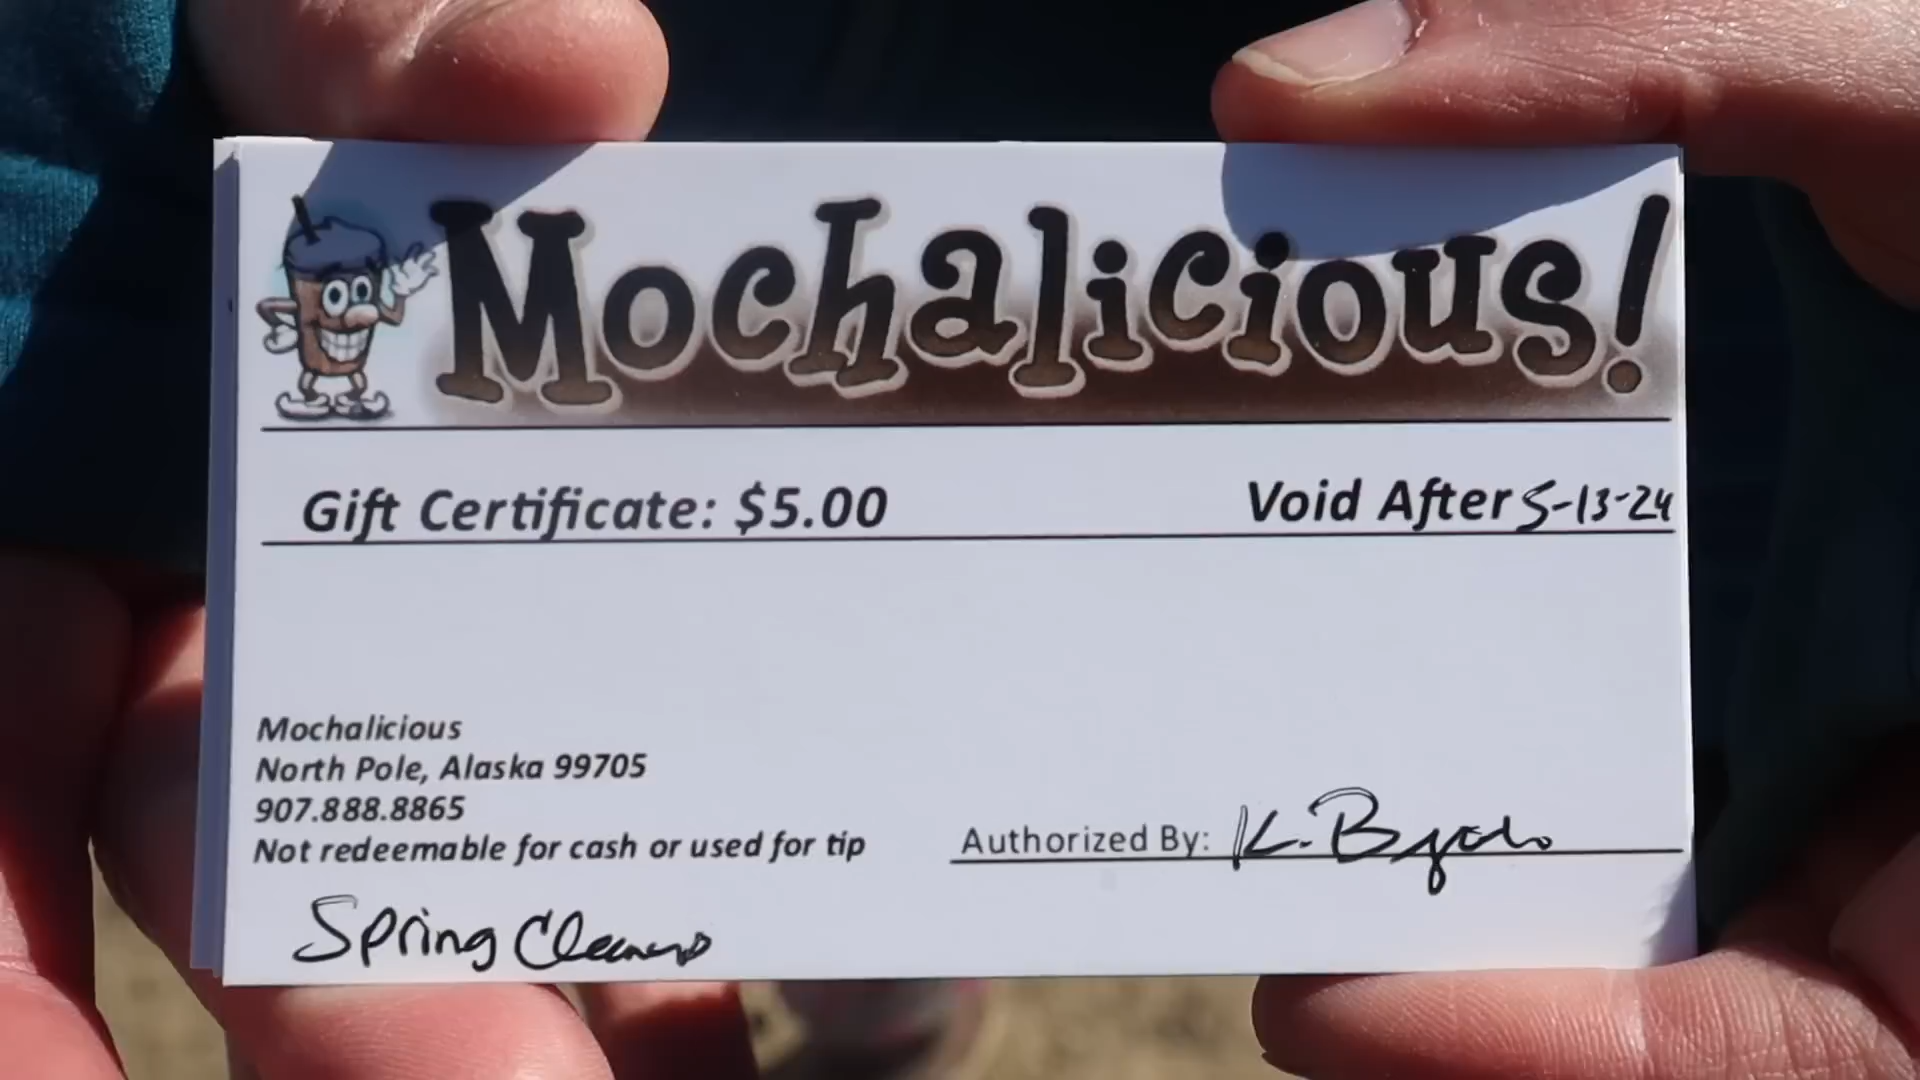 Mochalicious!
Gift Certificate: $5.00 Void After 5-13-24
Mochalicious
North Pole, Alaska 99705
907.888.8865
Not redeemable for cash or used for tip
Authorized By: K.
Spring